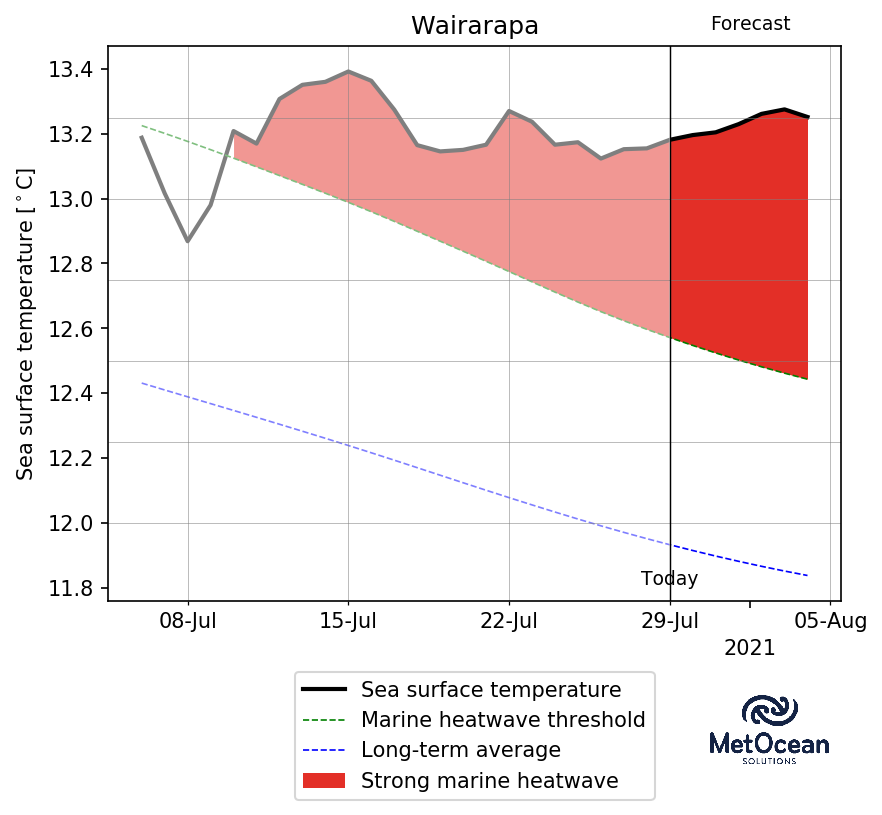 Wairarapa
Forecast
Sea surface temperature [°C]
13.4
13.2
13.0
12.8
12.6
12.4
12.2
12.0
11.8
Today
08-Jul
15-Jul
22-Jul
29-Jul
05-Aug
2021
Sea surface temperature
Marine heatwave threshold
Long-term average
Strong marine heatwave
MetOcean
SOLUTIONS